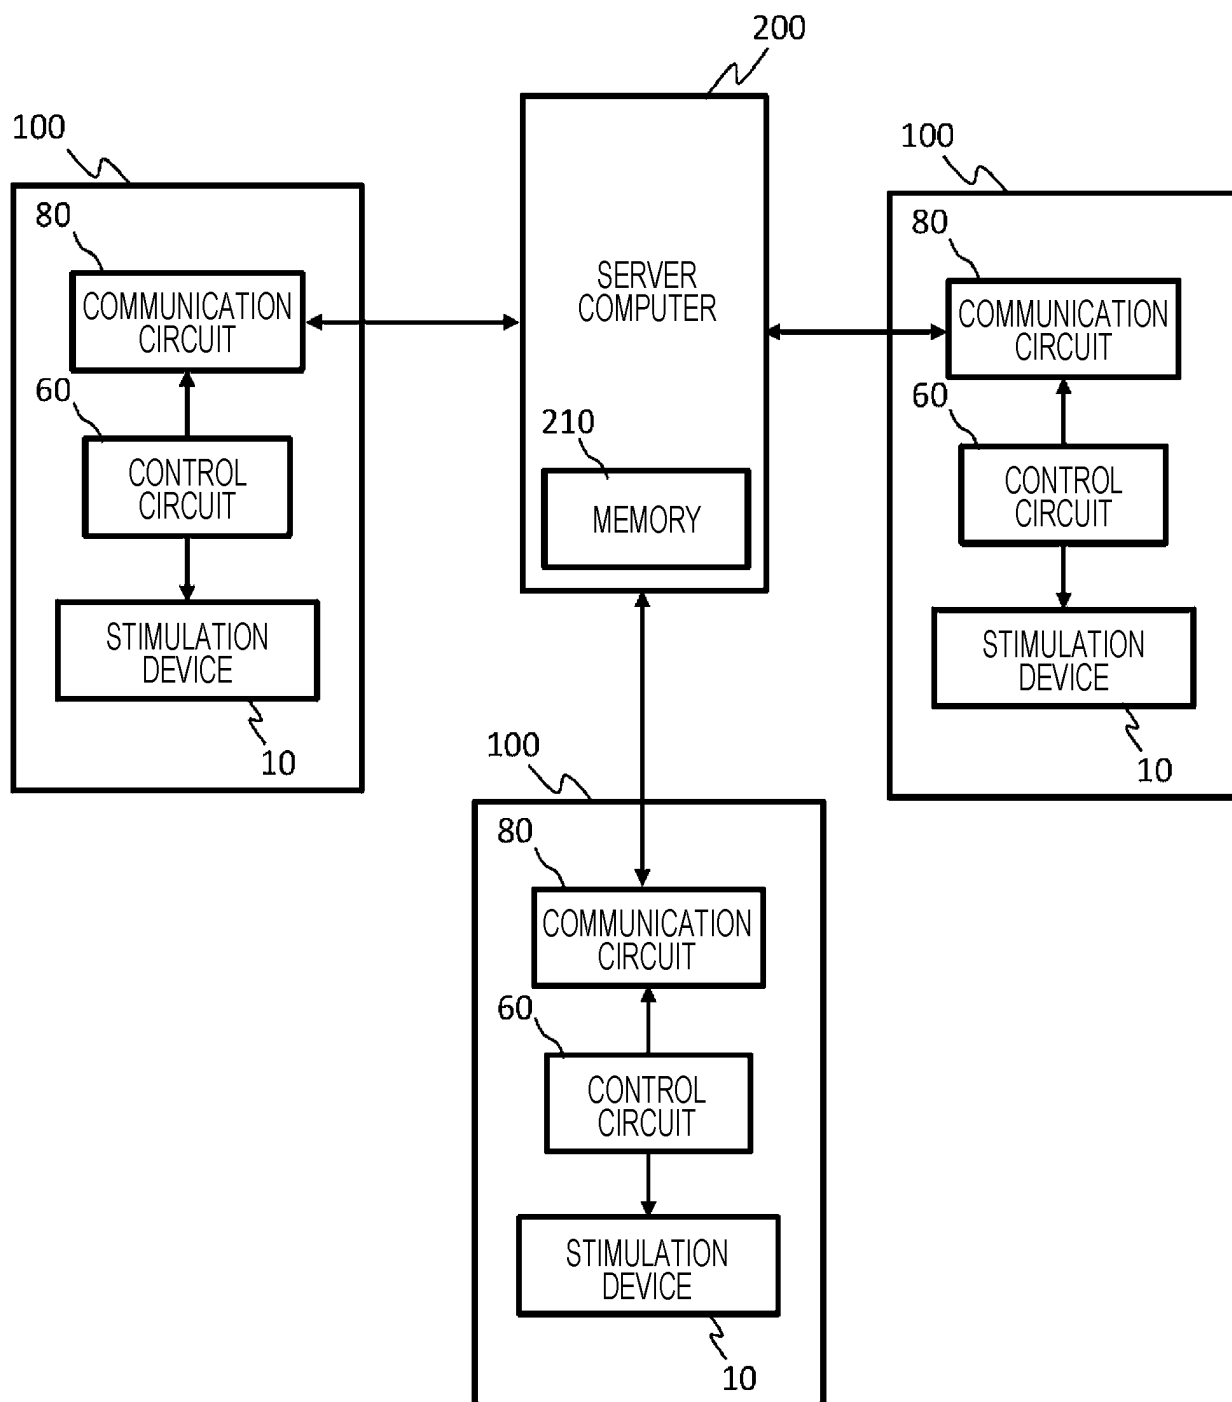 200
SERVER
COMPUTER
210
MEMORY
100
80
COMMUNICATION
CIRCUIT
60
CONTROL
CIRCUIT
STIMULATION
DEVICE
10
100
80
COMMUNICATION
CIRCUIT
60
CONTROL
CIRCUIT
STIMULATION
DEVICE
10
100
80
COMMUNICATION
CIRCUIT
60
CONTROL
CIRCUIT
STIMULATION
DEVICE
10